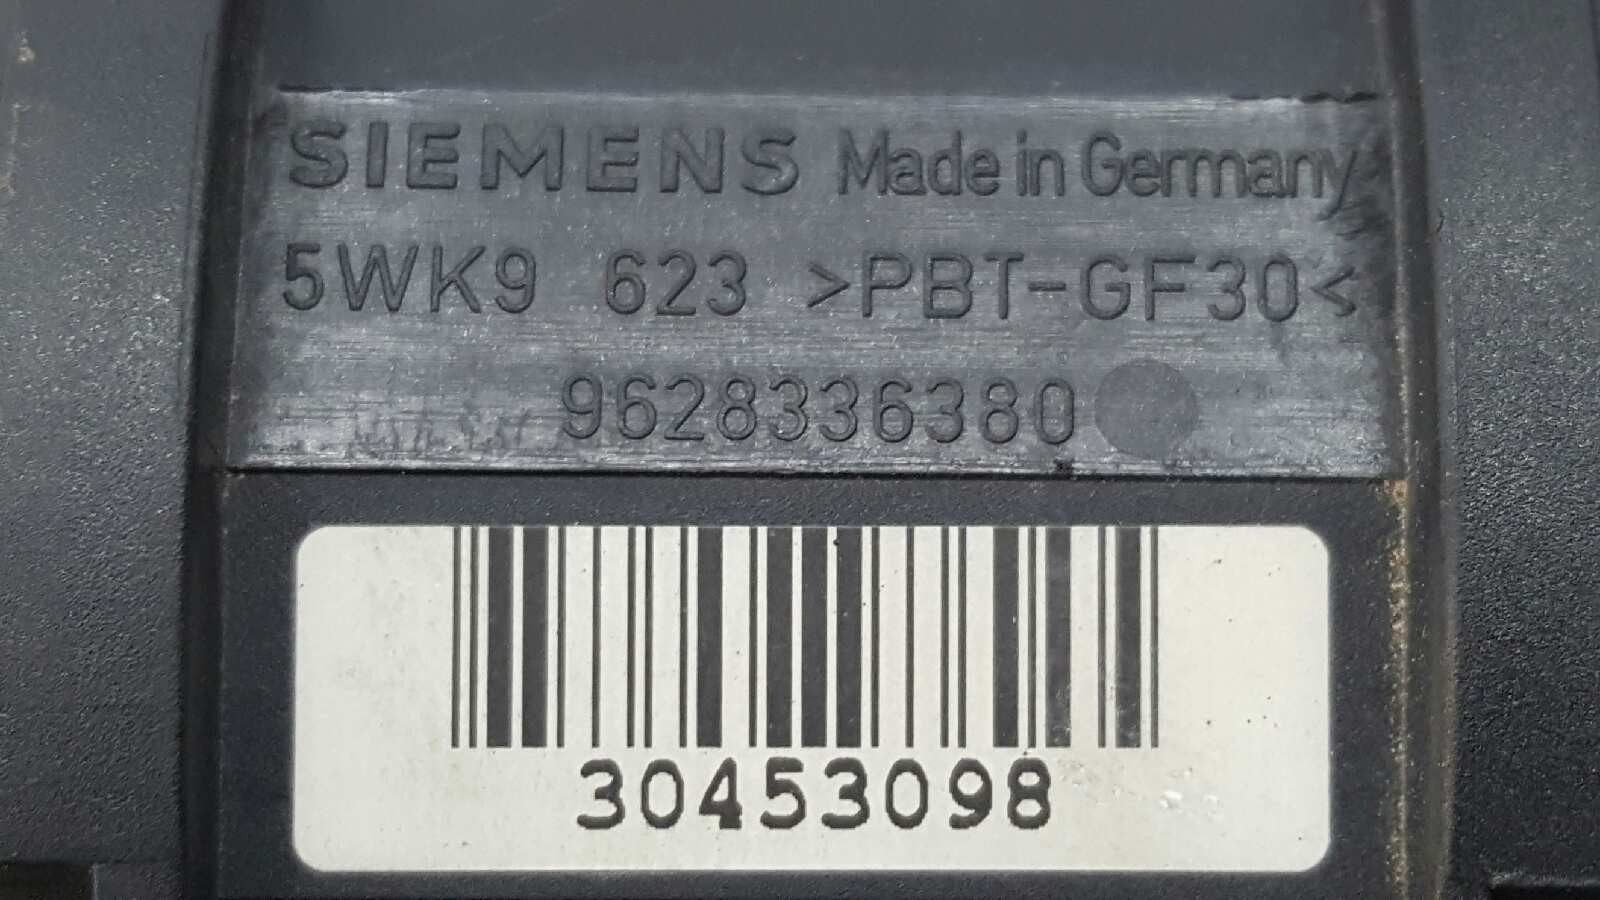 SIEMENS Made in Germany
5WK9 623 >PBT-GF30<
9628336380
30453098